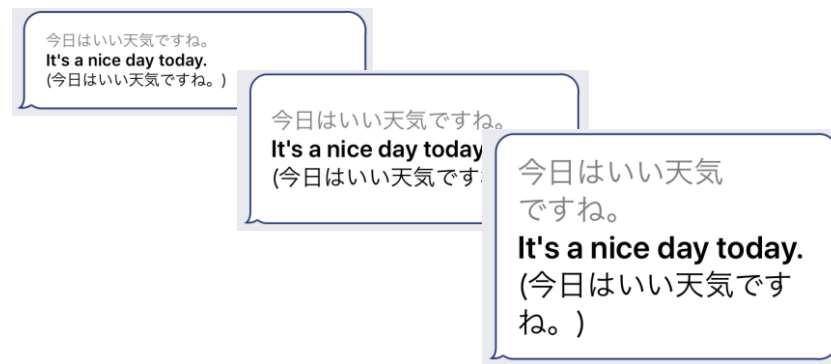 今日はいい天気ですね。
It's a nice day today.
(今日はいい天気ですね。)
今日はいい天気ですね。
It's a nice day today
(今日はいい天気です
今日はいい天気
ですね。
It's a nice day today.
(今日はいい天気です
ね。)